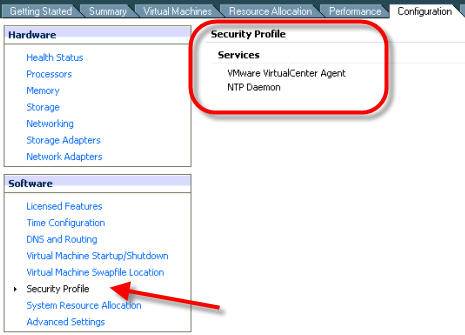 Getting Started Summary Virtual Machines Resource Allocation Performance Configuration
Hardware
Health Status
Processors
Memory
Storage
Networking
Storage Adapters
Network Adapters
Software
Licensed Features
Time Configuration
DNS and Routing
Virtual Machine Startup/Shutdown
Virtual Machine Swapfile Location
Security Profile
System Resource Allocation
Advanced Settings
Security Profile
Services
VMware VirtualCenter Agent
NTP Daemon